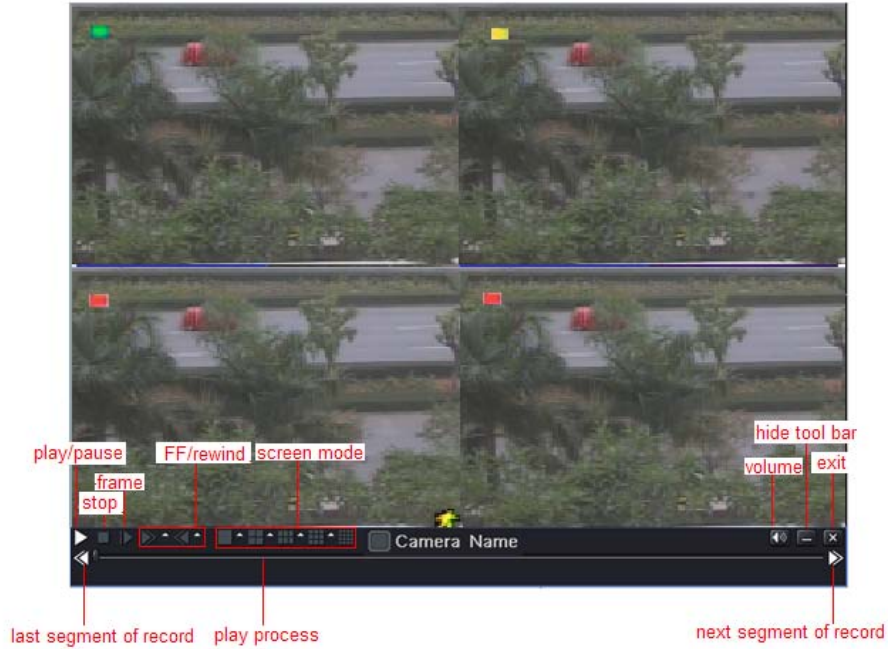 hide tool bar
play/pause
FF/rewind
screen mode
volume
exit
frame
stop
Camera Name
last segment of record
play process
next segment of record